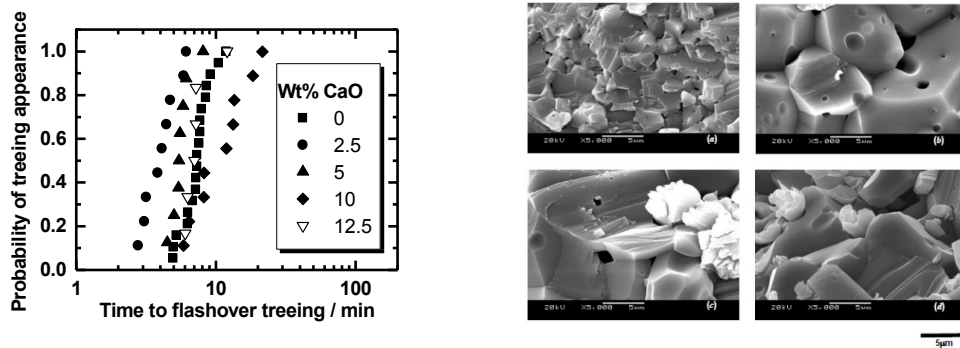 Probability of treeing appearance
1.0
0.8
0.6
0.4
0.2
0.0
1
10
100
Time to flashover treeing / min
Wt% CaO
0
2.5
5
10
12.5
20kV X5,000 5µm (a)
20kV X5,000 5µm (b)
20kV X5,000 5µm (c)
20kV X5,000 5µm (d)
5µm